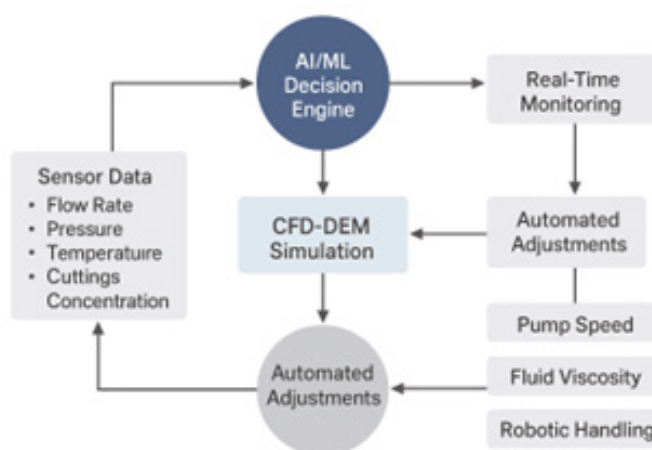 AI/ML
Decision
Engine
Real-Time
Monitoring
Sensor Data
• Flow Rate
• Pressure
• Temperature
• Cuttings
Concentration
CFD-DEM
Simulation
Automated
Adjustments
Pump Speed
Automated
Adjustments
Fluid Viscosity
Robotic Handling